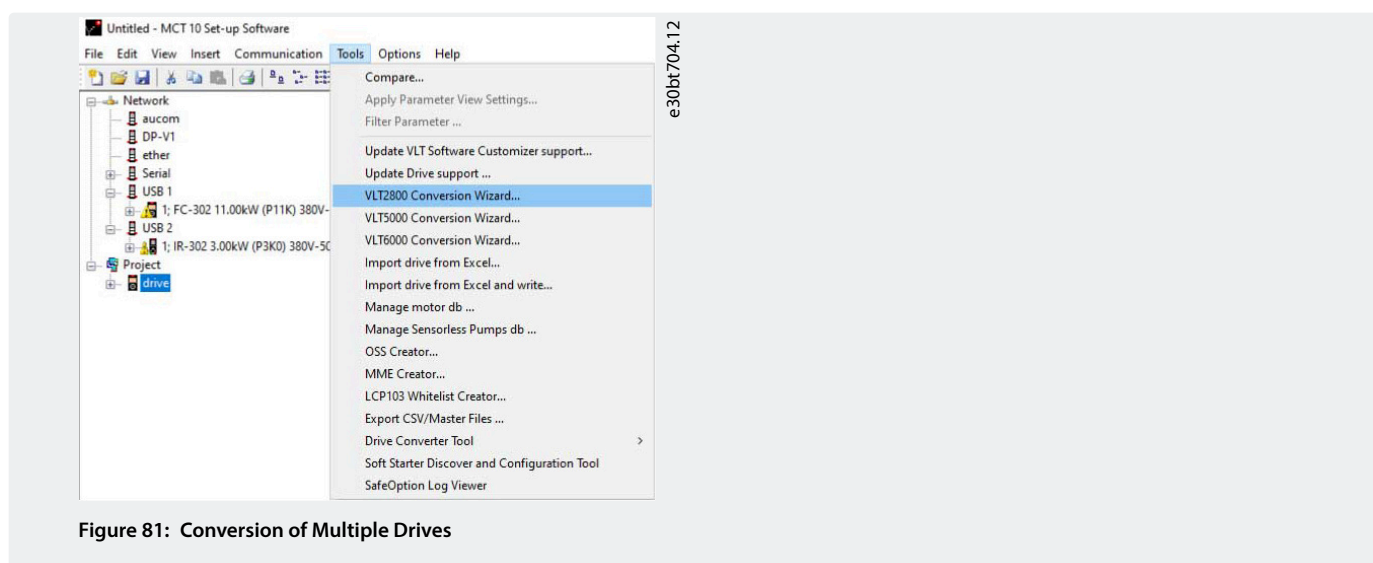 Untitled - MCT 10 Set-up Software
File Edit View Insert Communication Tools Options Help
Network
aucom
DP-V1
ether
Serial
USB 1
1; FC-302 11.00kW (P11K) 380V-
USB 2
1; IR-302 3.00kW (P3K0) 380V-50
Project
drive
Compare...
Apply Parameter View Settings...
Filter Parameter ...
Update VLT Software Customizer support...
Update Drive support ...
VLT2800 Conversion Wizard...
VLT5000 Conversion Wizard...
VLT6000 Conversion Wizard...
Import drive from Excel...
Import drive from Excel and write...
Manage motor db ...
Manage Sensorless Pumps db ...
OSS Creator...
MME Creator...
LCP103 Whitelist Creator...
Export CSV/Master Files ...
Drive Converter Tool
Soft Starter Discover and Configuration Tool
SafeOption Log Viewer
e30bt704.12
Figure 81: Conversion of Multiple Drives